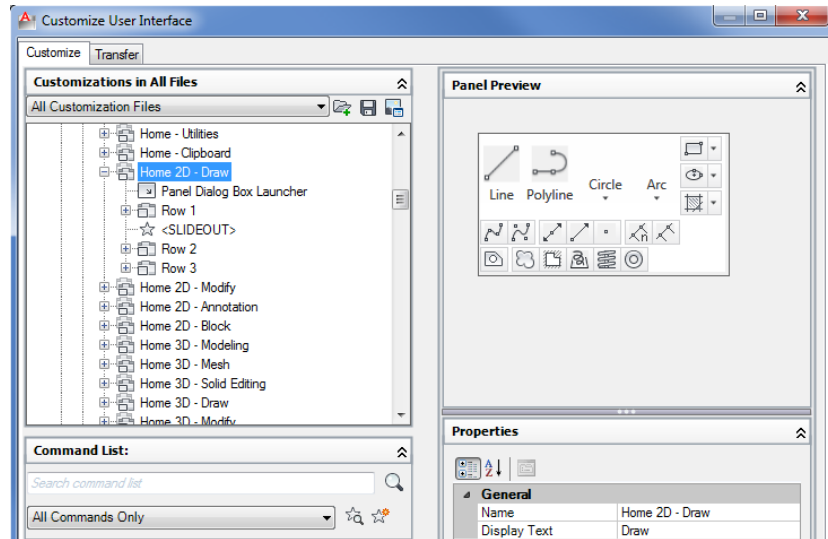 Customize User Interface
Customize
Transfer
Customizations in All Files
All Customization Files
Home - Utilities
Home - Clipboard
Home 2D - Draw
Panel Dialog Box Launcher
Row 1
<SLIDEOUT>
Row 2
Row 3
Home 2D - Modify
Home 2D - Annotation
Home 2D - Block
Home 3D - Modeling
Home 3D - Mesh
Home 3D - Solid Editing
Home 3D - Draw
Home 3D - Modify
Command List:
Search command list
All Commands Only
Panel Preview
Line Polyline Circle Arc
Properties
General
Name Home 2D - Draw
Display Text Draw